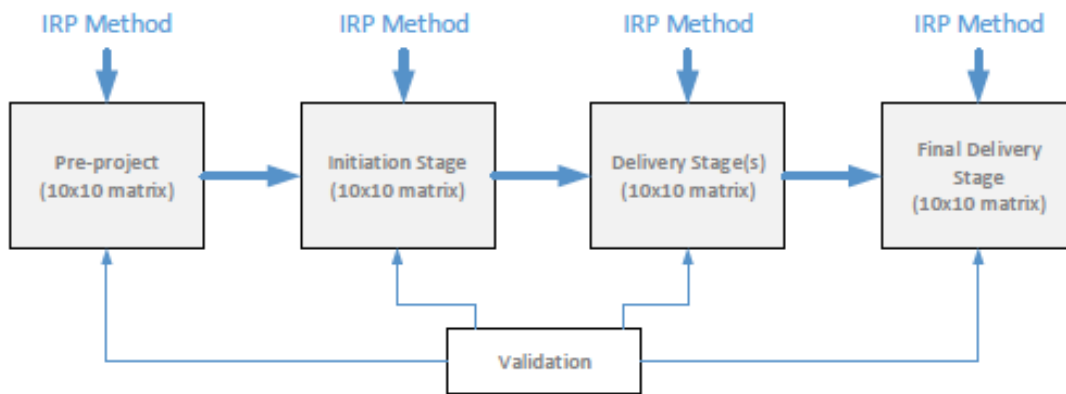 IRP Method
IRP Method
IRP Method
IRP Method
Pre-project
(10x10 matrix)
Initiation Stage
(10x10 matrix)
Delivery Stage(s)
(10x10 matrix)
Final Delivery
Stage
(10x10 matrix)
Validation